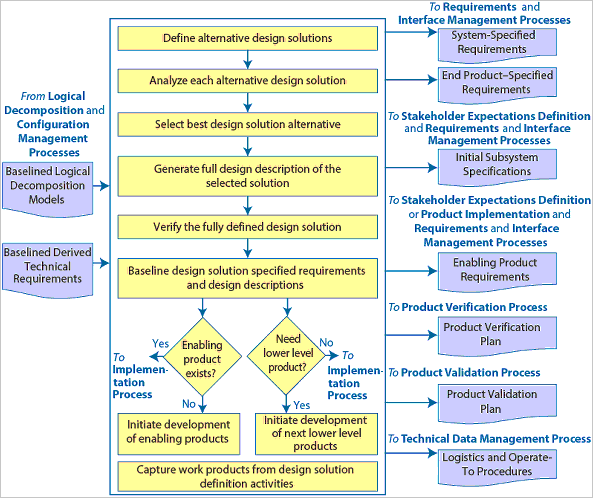 From Logical
Decomposition and
Configuration
Management
Processes
Baselined Logical
Decomposition
Models
Baselined Derived
Technical
Requirements
Define alternative design solutions
Analyze each alternative design solution
Select best design solution alternative
Generate full design description of the
selected solution
Verify the fully defined design solution
Baseline design solution specified requirements
and design descriptions
Yes
Enabling
product
exists?
To
Implemen-
tation
Process
No
Need
lower level
product?
No
To
Implemen-
tation
Process
Yes
Initiate development
of enabling products
Initiate development
of next lower level
products
Capture work products from design solution
definition activities
To Requirements and
Interface Management Processes
System-Specified
Requirements
End Product–Specified
Requirements
To Stakeholder Expectations Definition
and Requirements and Interface
Management Processes
Initial Subsystem
Specifications
To Stakeholder Expectations Definition
or Product Implementation and
Requirements and Interface
Management Processes
Enabling Product
Requirements
To Product Verification Process
Product Verification
Plan
To Product Validation Process
Product Validation
Plan
To Technical Data Management Process
Logistics and Operate-
To Procedures